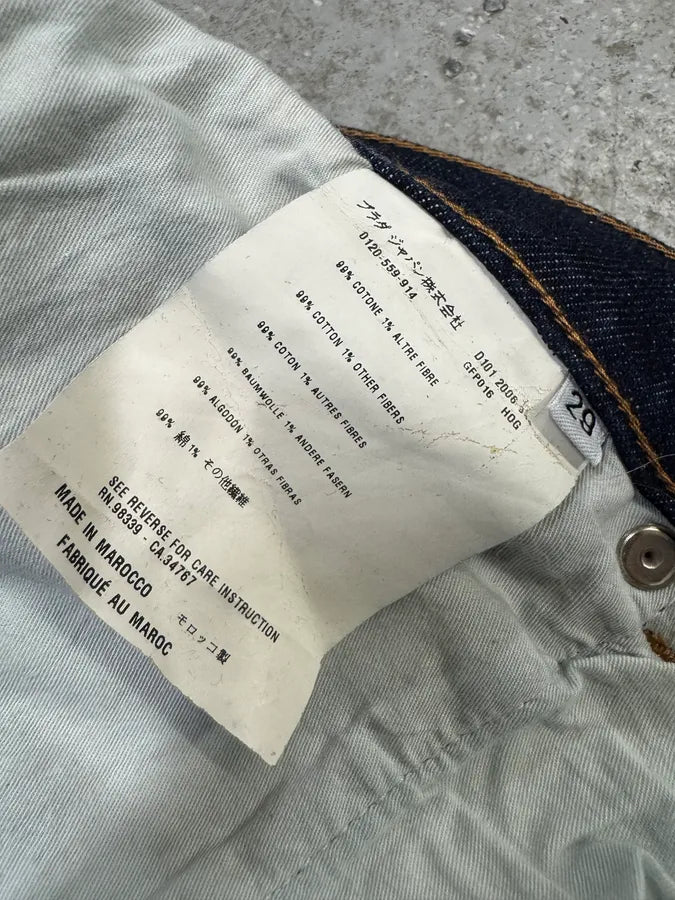 プラダ ジャパン株式会社
0120-559-914
D101 2006
GFP016 HOG
99% COTONE 1% ALTRE FIBRE
99% COTTON 1% OTHER FIBERS
99% COTON 1% AUTRES FIBRES
99% BAUMWOLLE 1% ANDERE FASERN
99% ALGODON 1% OTRAS FIBRAS
99% 綿 1% その他繊維
SEE REVERSE FOR CARE INSTRUCTION
RN.96339 - CA.34767
MADE IN MAROCCO
FABRIQUÉ AU MAROC
モロッコ製
29